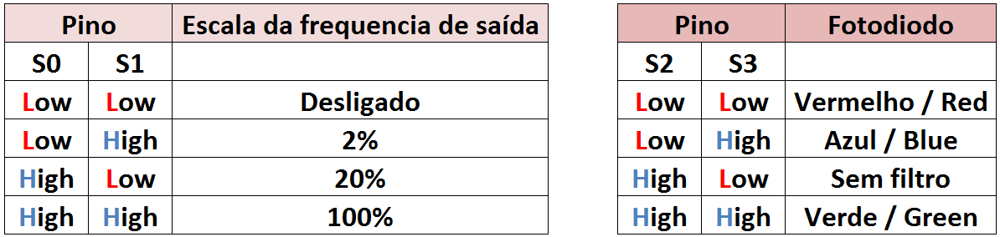 Pino Escala da frequencia de saída
S0 S1
Low Low Desligado
Low High 2%
High Low 20%
High High 100%
Pino Fotodiodo
S2 S3
Low Low Vermelho / Red
Low High Azul / Blue
High Low Sem filtro
High High Verde / Green